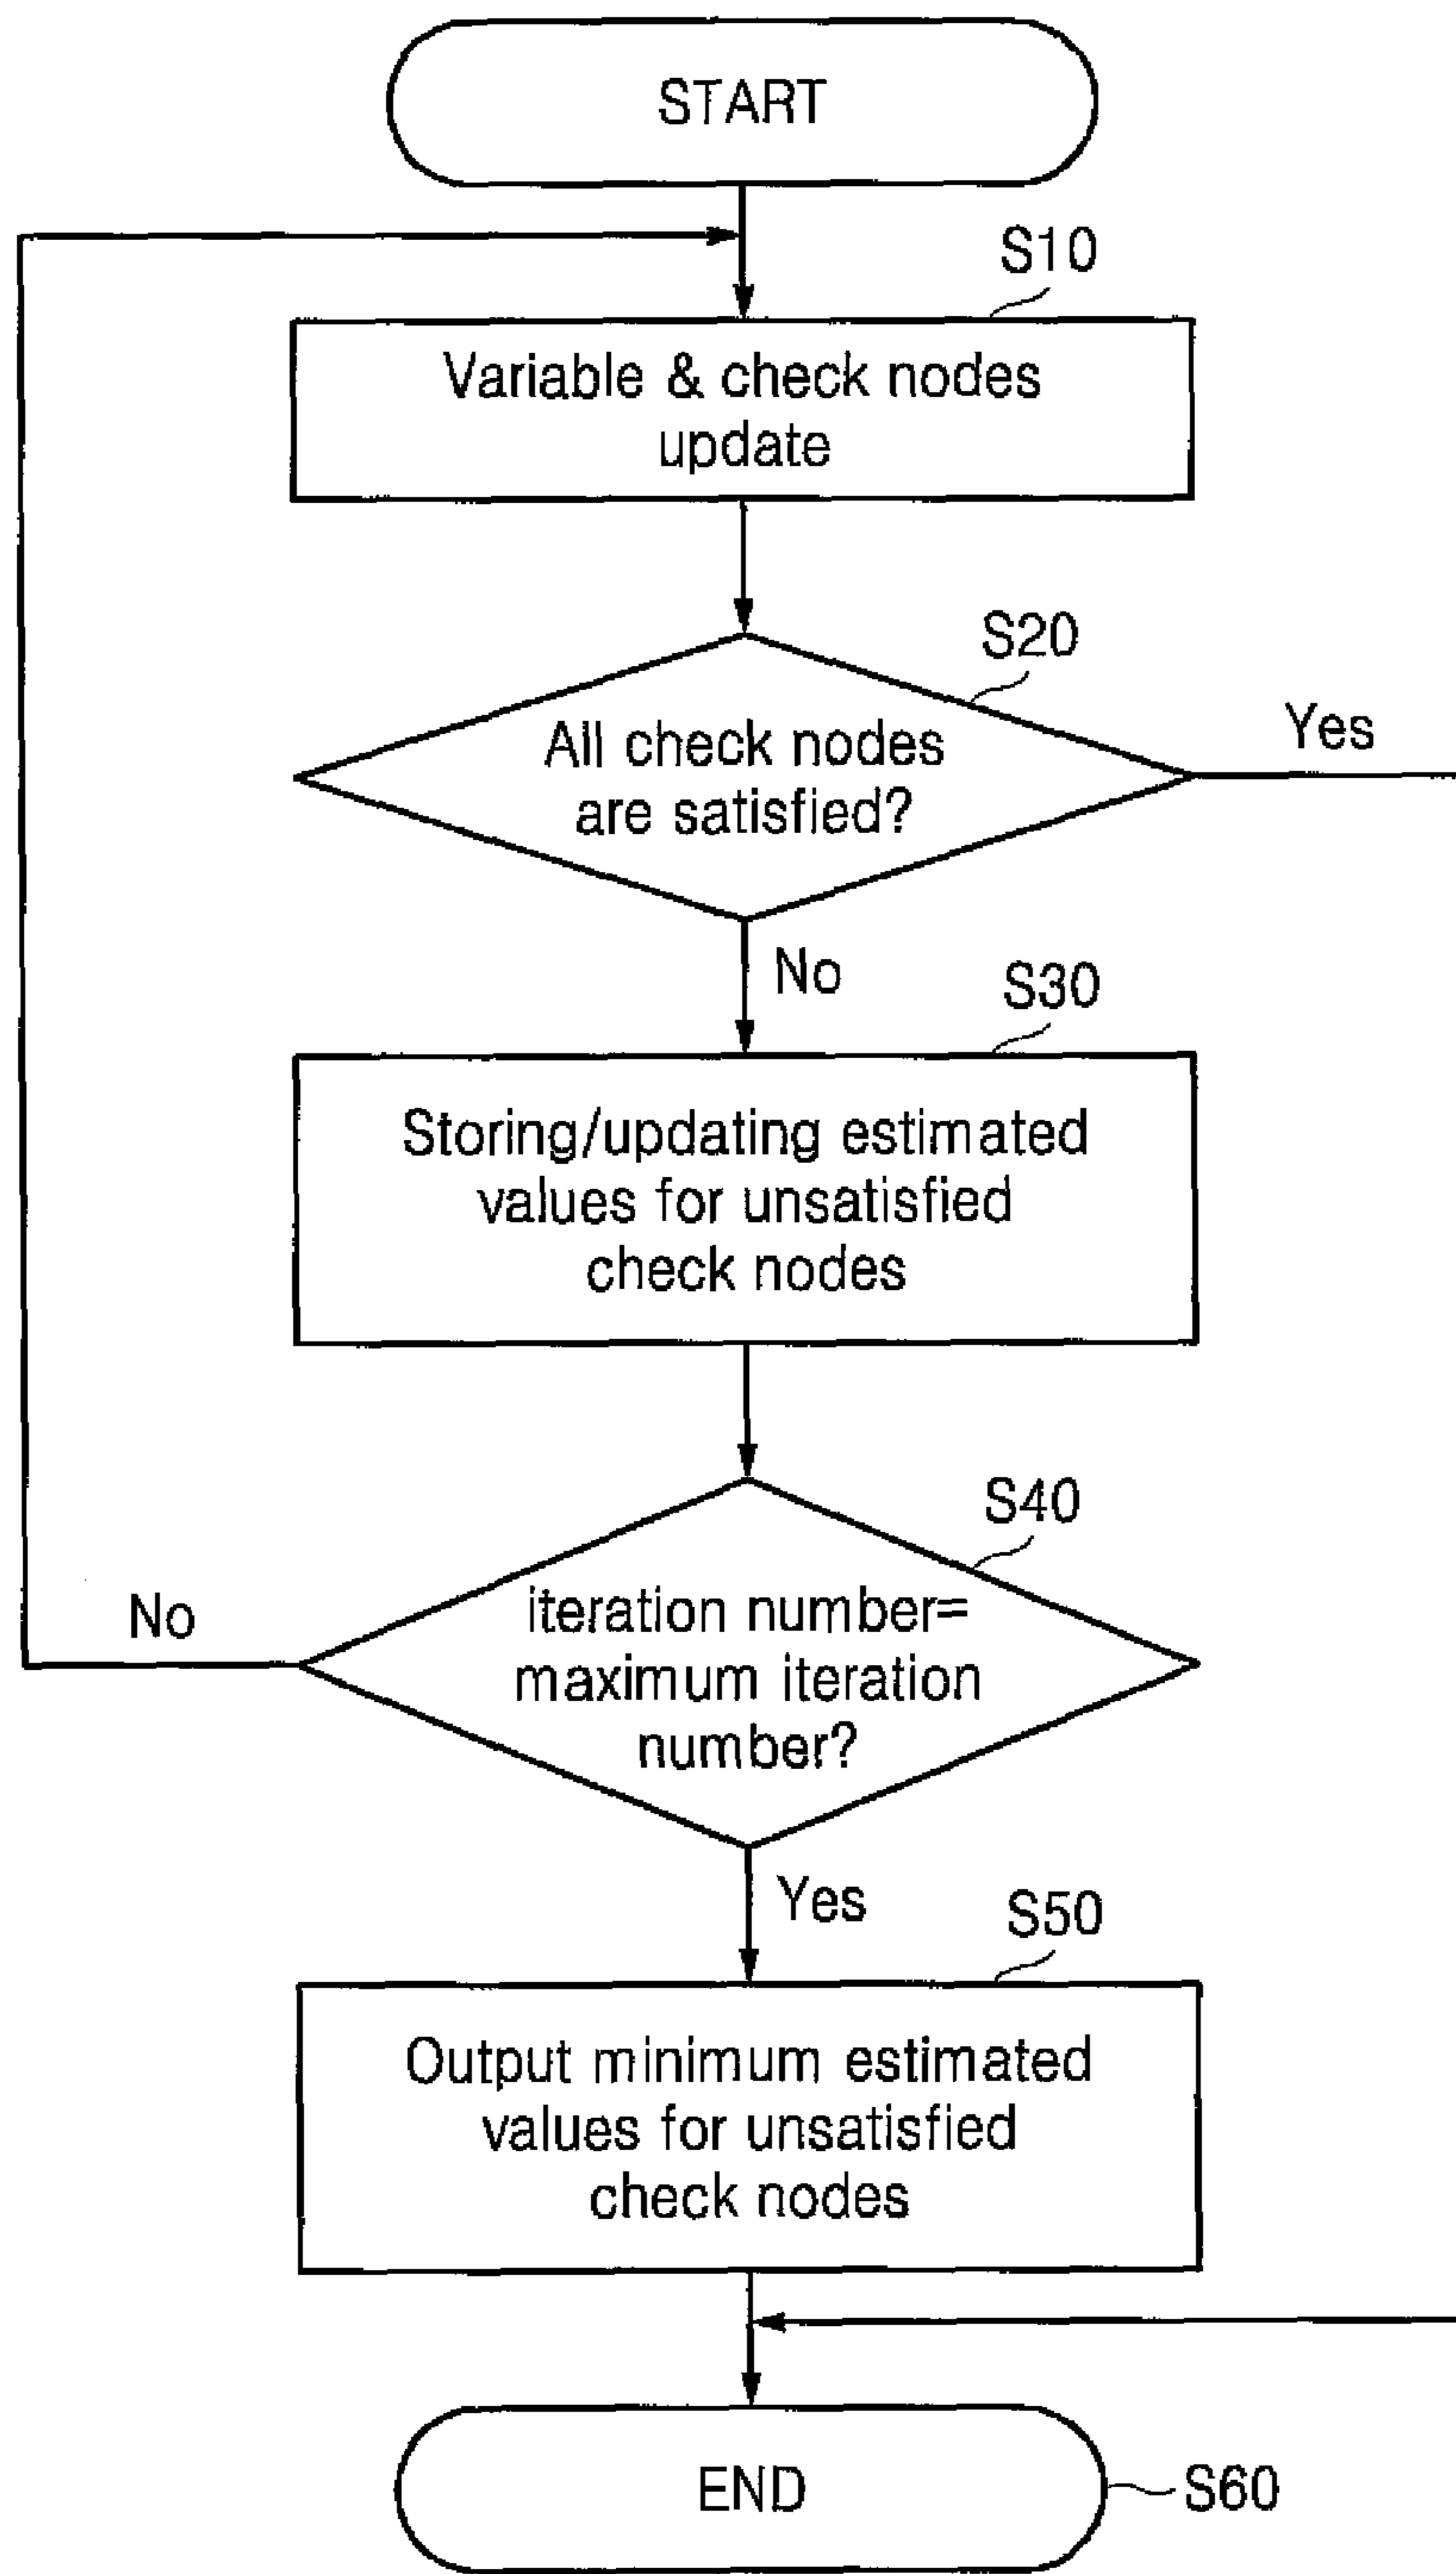 START
S10
Variable & check nodes
update
S20
All check nodes
are satisfied?
Yes
No
S30
Storing/updating estimated
values for unsatisfied
check nodes
S40
iteration number=
maximum iteration
number?
No
Yes
S50
Output minimum estimated
values for unsatisfied
check nodes
END
S60